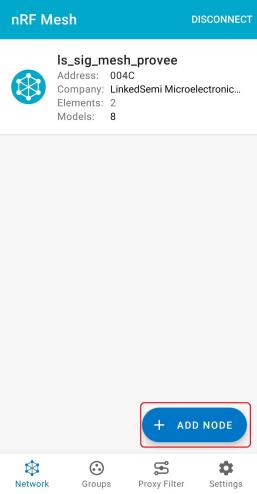 nRF Mesh
DISCONNECT
ls_sig_mesh_provee
Address: 004C
Company: LinkedSemi Microelectronic...
Elements: 2
Models: 8
+ ADD NODE
Network
Groups
Proxy Filter
Settings